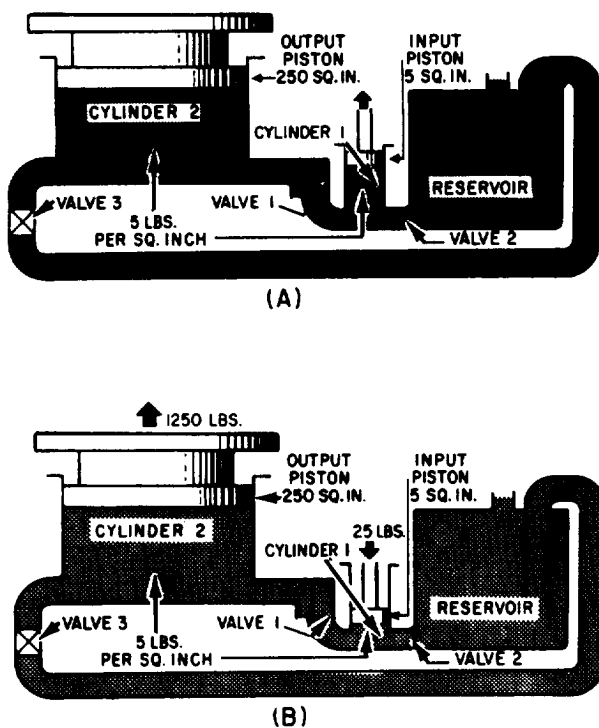 OUTPUT
PISTON
250 SQ. IN.
INPUT
PISTON
5 SQ. IN.
CYLINDER 2
CYLINDER 1
RESERVOIR
VALVE 3
VALVE 1
5 LBS.
PER SQ. INCH
VALVE 2
(A)
1250 LBS.
OUTPUT
PISTON
250 SQ. IN.
INPUT
PISTON
5 SQ. IN.
CYLINDER 2
CYLINDER 1
25 LBS.
RESERVOIR
VALVE 3
VALVE 1
5 LBS.
PER SQ. INCH
VALVE 2
(B)